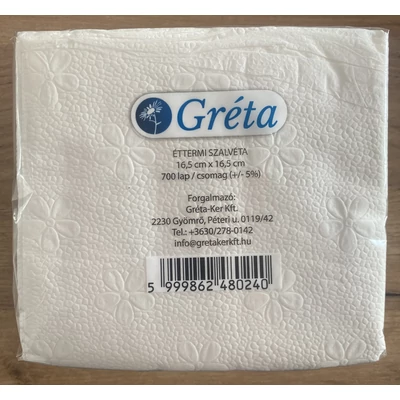 Gréta
ÉTTERMI SZALVÉTA
16,5 cm x 16,5 cm
700 lap / csomag (+/- 5%)
Forgalmazó:
Gréta-Ker Kft.
2230 Gyömrő, Péteri u. 0119/42
Tel.: +3630/278-0142
info@gretakerkft.hu
5 999862 480240